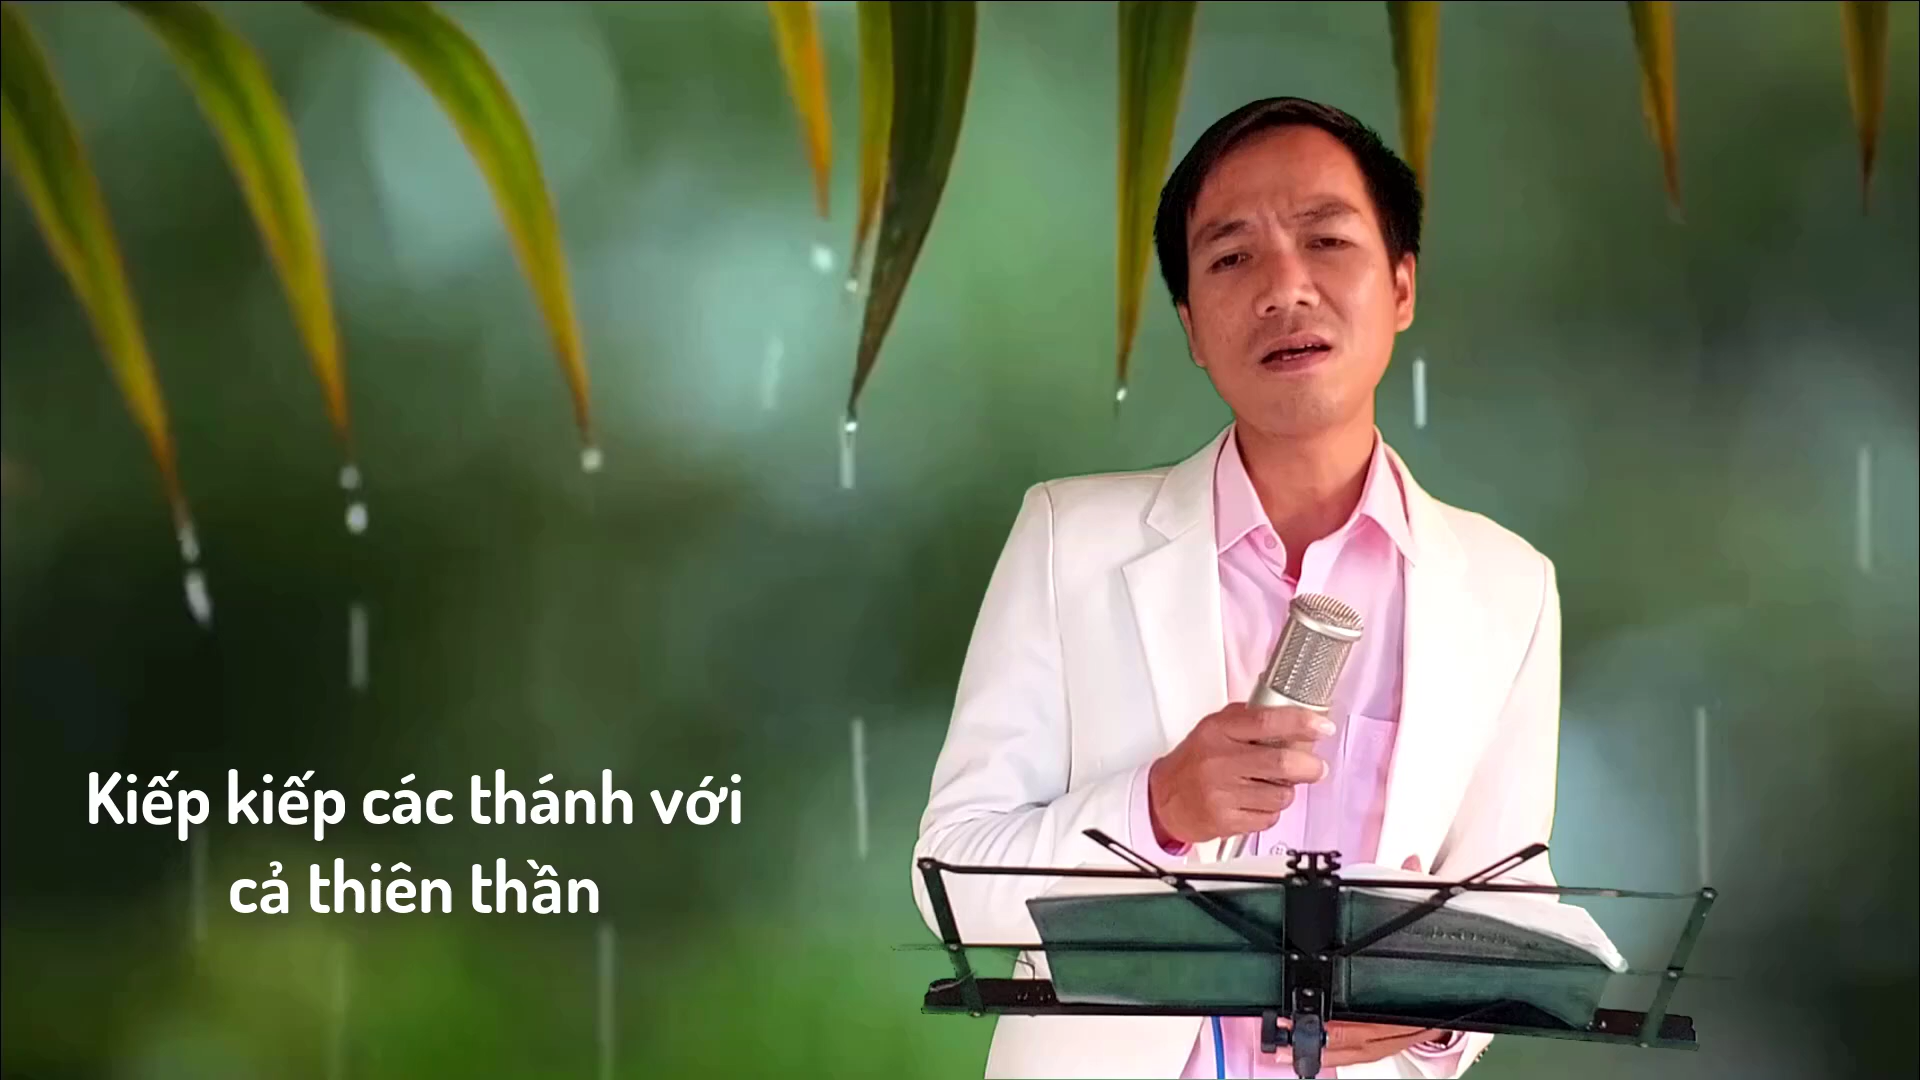 Kiếp kiếp các thánh với
cả thiên thần